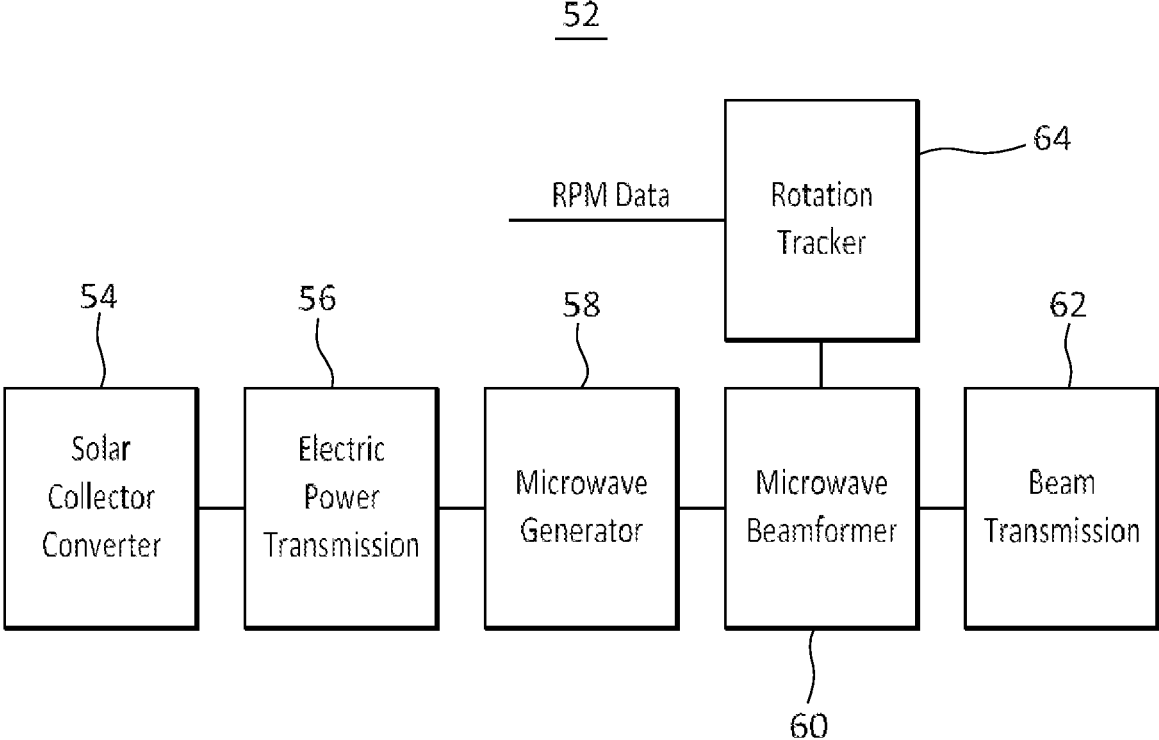 52
64
RPM Data
Rotation
Tracker
54
56
58
62
Solar
Collector
Converter
Electric
Power
Transmission
Microwave
Generator
Microwave
Beamformer
Beam
Transmission
60